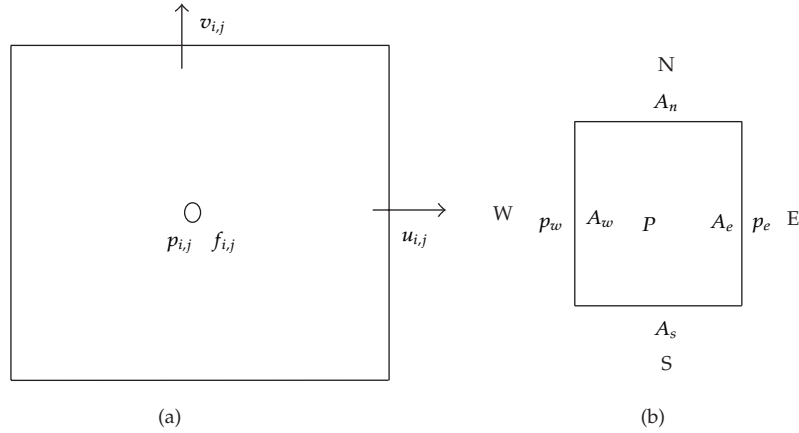 v_{i,j}
p_{i,j} f_{i,j}
u_{i,j}
(a)
N
A_n
W p_w A_w P A_e p_e E
A_s
S
(b)